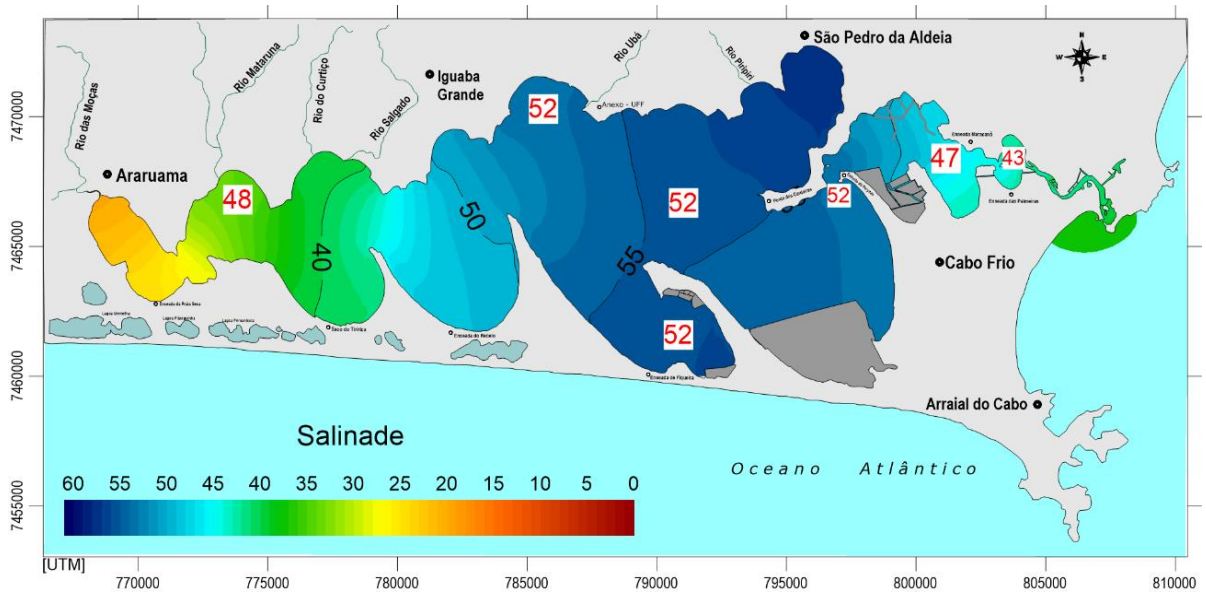 São Pedro da Aldeia
Rio Ubá
Rio Piripiri
Rio Mataruna
Rio do Curtiço
Rio das Moças
Rio Salgado
Iguaba
Grande
Anexo - UFF
52
Araruama
48
40
50
52
55
52
52
47
43
Cabo Frio
Arraial do Cabo
Oceano Atlântico
Salinade
60 55 50 45 40 35 30 25 20 15 10 5 0
N
W
E
S
7470000
7465000
7460000
7455000
[UTM]
770000 775000 780000 785000 790000 795000 800000 805000 810000